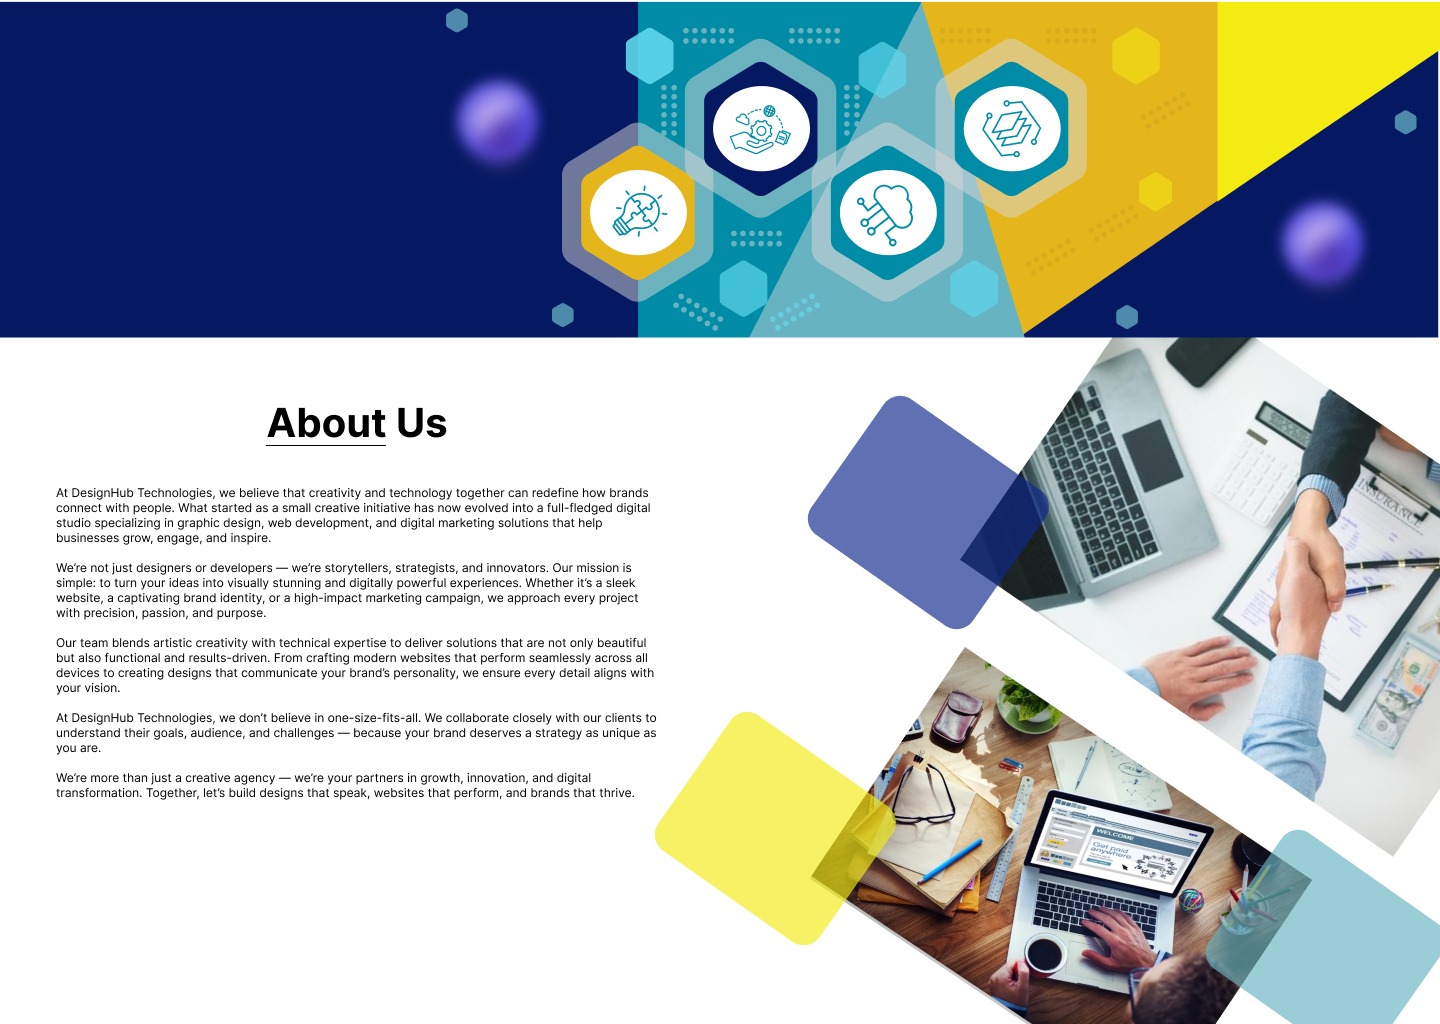 About Us
At DesignHub Technologies, we believe that creativity and technology together can redefine how brands
connect with people. What started as a small creative initiative has now evolved into a full-fledged digital
studio specializing in graphic design, web development, and digital marketing solutions that help
businesses grow, engage, and inspire.
We’re not just designers or developers — we’re storytellers, strategists, and innovators. Our mission is
simple: to turn your ideas into visually stunning and digitally powerful experiences. Whether it’s a sleek
website, a captivating brand identity, or a high-impact marketing campaign, we approach every project
with precision, passion, and purpose.
Our team blends artistic creativity with technical expertise to deliver solutions that are not only beautiful
but also functional and results-driven. From crafting modern websites that perform seamlessly across all
devices to creating designs that communicate your brand’s personality, we ensure every detail aligns with
your vision.
At DesignHub Technologies, we don’t believe in one-size-fits-all. We collaborate closely with our clients to
understand their goals, audience, and challenges — because your brand deserves a strategy as unique as
you are.
We’re more than just a creative agency — we’re your partners in growth, innovation, and digital
transformation. Together, let’s build designs that speak, websites that perform, and brands that thrive.
INSURANCE
WELCOME
Get paid
anywhere.